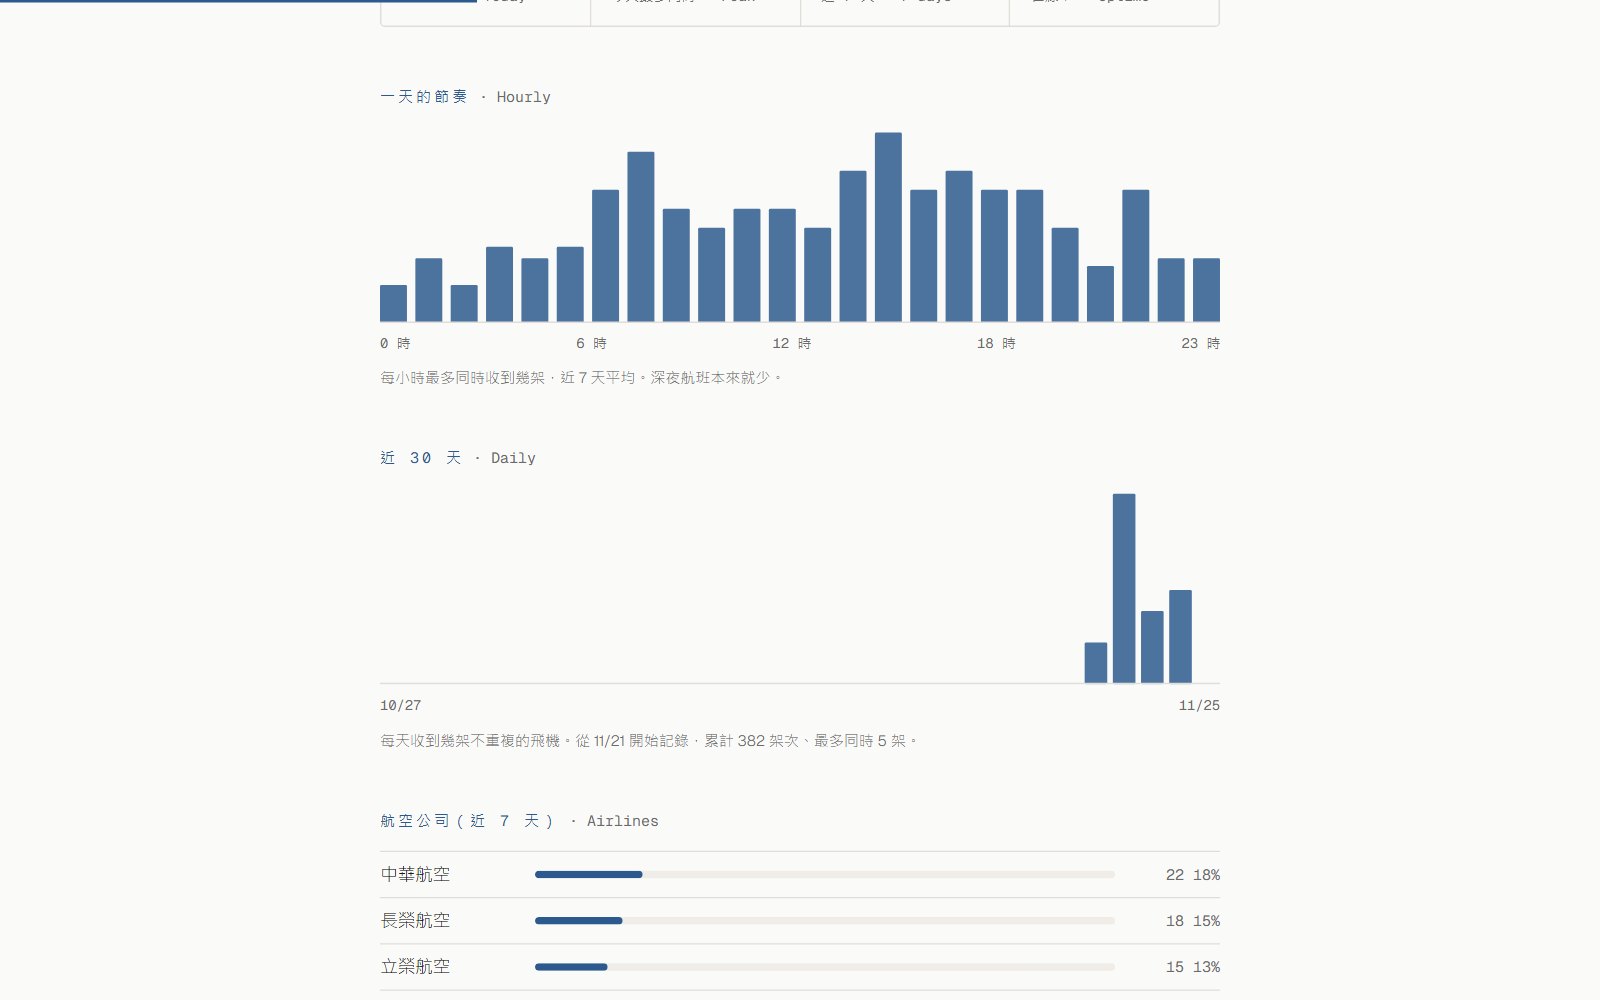 一天的節奏 · Hourly
0 時 6 時 12 時 18 時 23 時
每小時最多同時收到幾架，近 7 天平均。深夜航班本來就少。
近 30 天 · Daily
10/27 11/25
每天收到幾架不重複的飛機。從 11/21 開始記錄，累計 382 架次、最多同時 5 架。
航空公司（近 7 天） · Airlines
中華航空 22 18%
長榮航空 18 15%
立榮航空 15 13%